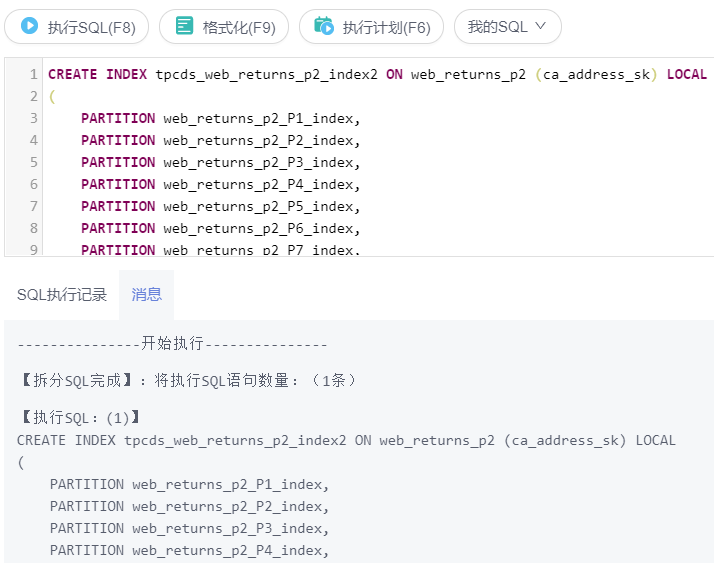 执行SQL(F8) 格式化(F9) 执行计划(F6) 我的SQL
1 CREATE INDEX tpcds_web_returns_p2_index2 ON web_returns_p2 (ca_address_sk) LOCAL
2 (
3 PARTITION web_returns_p2_P1_index,
4 PARTITION web_returns_p2_P2_index,
5 PARTITION web_returns_p2_P3_index,
6 PARTITION web_returns_p2_P4_index,
7 PARTITION web_returns_p2_P5_index,
8 PARTITION web_returns_p2_P6_index,
9 PARTITION web_returns_p2_P7_index,
SQL执行记录 消息
---------------开始执行---------------
【拆分SQL完成】：将执行SQL语句数量：（1条）
【执行SQL：(1)】
CREATE INDEX tpcds_web_returns_p2_index2 ON web_returns_p2 (ca_address_sk) LOCAL
(
PARTITION web_returns_p2_P1_index,
PARTITION web_returns_p2_P2_index,
PARTITION web_returns_p2_P3_index,
PARTITION web_returns_p2_P4_index,